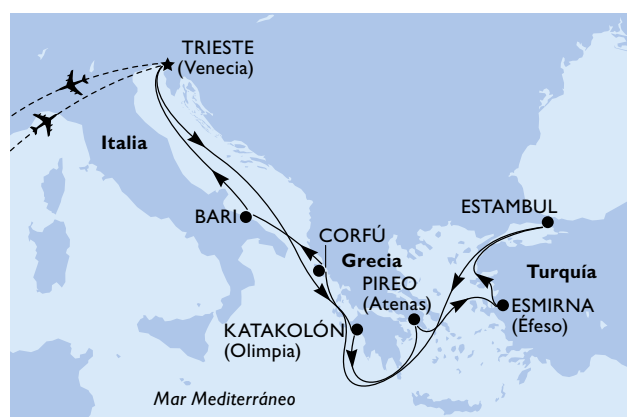 TRIESTE
(Venecia)
Italia
BARI
ESTAMBUL
CORFÚ
Grecia
PIREO
(Atenas)
Turquía
ESMIRNA
(Éfeso)
KATAKOLÓN
(Olimpia)
Mar Mediterráneo